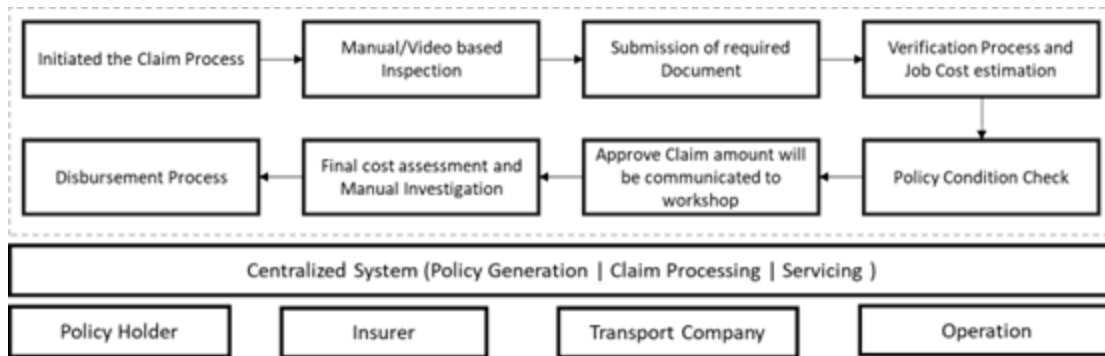 Initiated the Claim Process
Manual/Video based
Inspection
Submission of required
Document
Verification Process and
Job Cost estimation
Disbursement Process
Final cost assessment and
Manual Investigation
Approve Claim amount will
be communicated to
workshop
Policy Condition Check
Centralized System (Policy Generation | Claim Processing | Servicing )
Policy Holder
Insurer
Transport Company
Operation